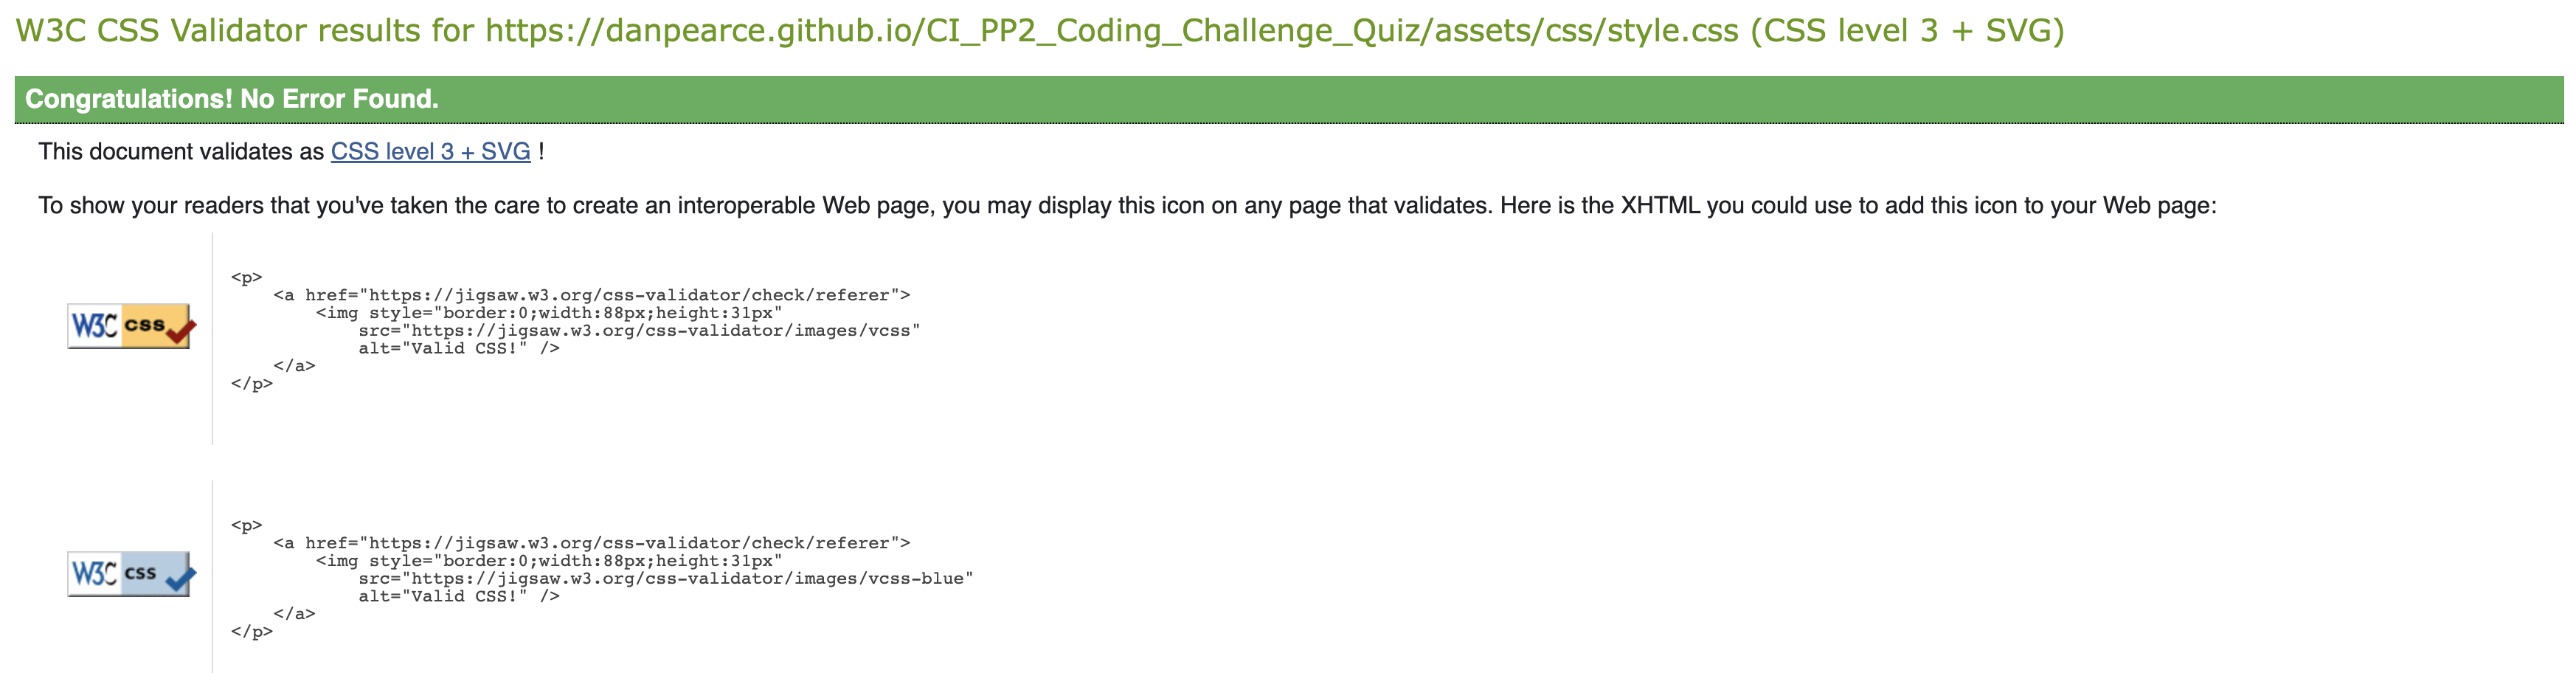 W3C CSS Validator results for https://danpearce.github.io/CI_PP2_Coding_Challenge_Quiz/assets/css/style.css (CSS level 3 + SVG)
Congratulations! No Error Found.
This document validates as CSS level 3 + SVG !
To show your readers that you've taken the care to create an interoperable Web page, you may display this icon on any page that validates. Here is the XHTML you could use to add this icon to your Web page:
W3C css
<p>
    <a href="https://jigsaw.w3.org/css-validator/check/referer">
        <img style="border:0;width:88px;height:31px"
            src="https://jigsaw.w3.org/css-validator/images/vcss"
            alt="Valid CSS!" />
    </a>
</p>
W3C css
<p>
    <a href="https://jigsaw.w3.org/css-validator/check/referer">
        <img style="border:0;width:88px;height:31px"
            src="https://jigsaw.w3.org/css-validator/images/vcss-blue"
            alt="Valid CSS!" />
    </a>
</p>